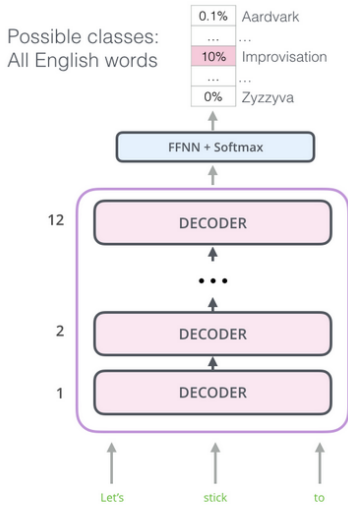 Possible classes:
All English words
0.1% Aardvark
... ...
10% Improvisation
... ...
0% Zyzzyva
FFNN + Softmax
12 DECODER
...
2 DECODER
1 DECODER
Let's stick to